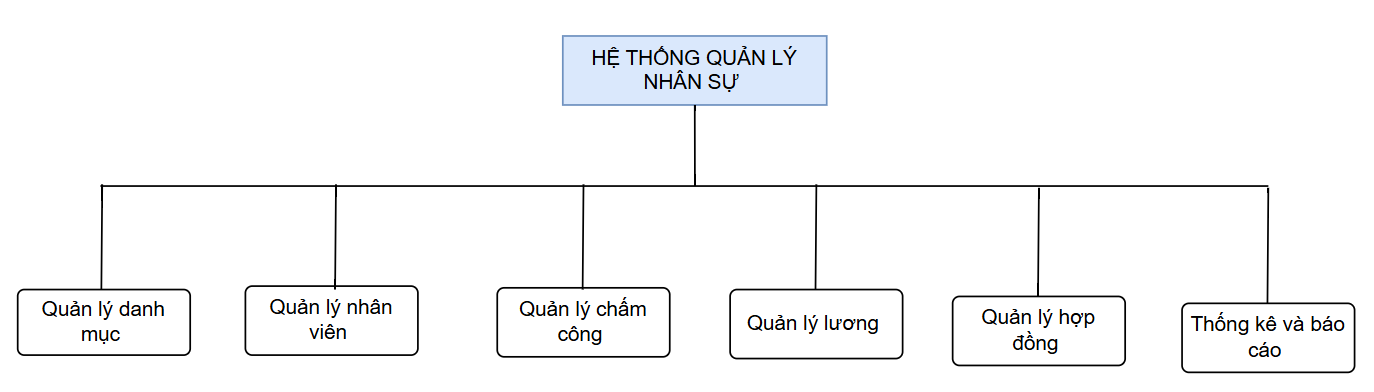 HỆ THỐNG QUẢN LÝ
NHÂN SỰ
Quản lý danh
mục
Quản lý nhân
viên
Quản lý chấm
công
Quản lý lương
Quản lý hợp
đồng
Thống kê và báo
cáo